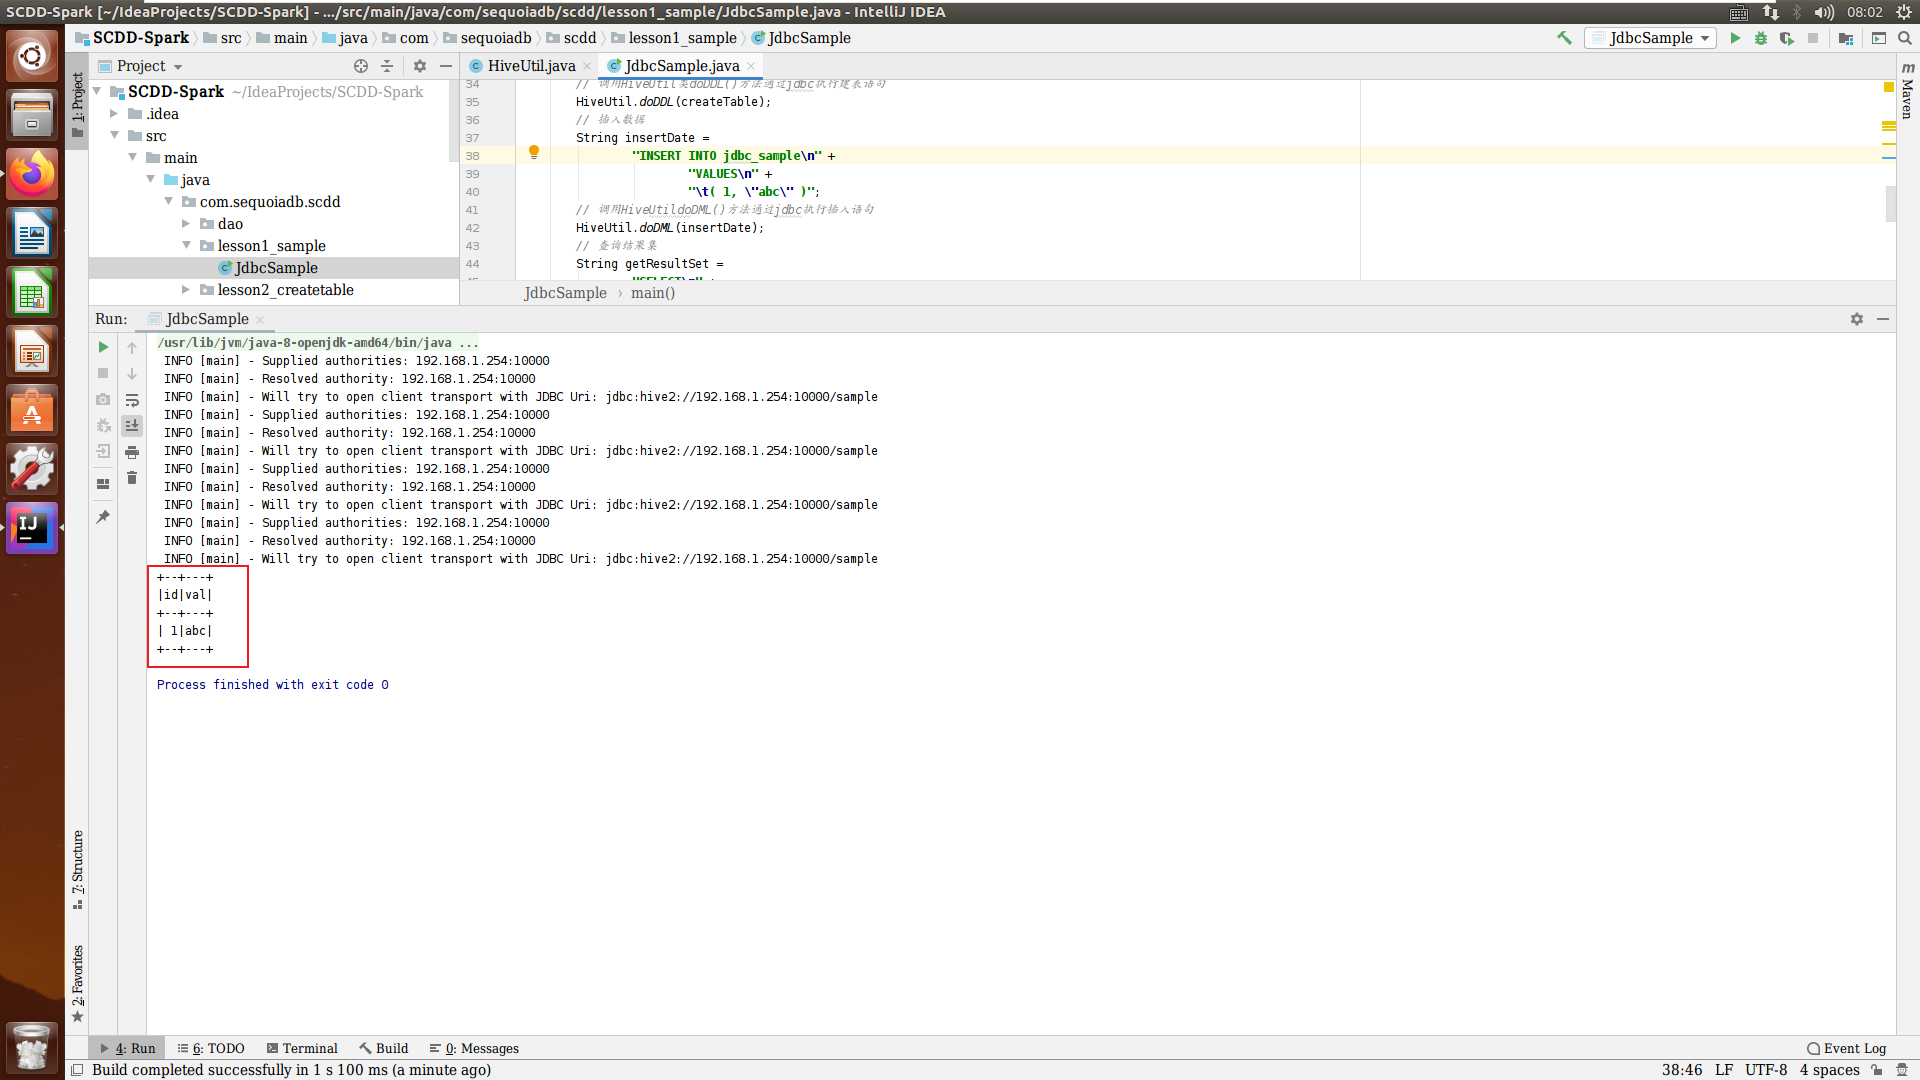 SCDD-Spark [~/IdeaProjects/SCDD-Spark] - .../src/main/java/com/sequoiadb/scdd/lesson1_sample/JdbcSample.java - IntelliJ IDEA
08:02
SCDD-Spark src main java com sequoiadb scdd lesson1_sample JdbcSample
JdbcSample
Project
HiveUtil.java
JdbcSample.java
1: Project
Maven
SCDD-Spark ~/IdeaProjects/SCDD-Spark
.idea
src
main
java
com.sequoiadb.scdd
dao
lesson1_sample
JdbcSample
lesson2_createtable
34 // 调用HiveUtil类doDDL()方法通过jdbc执行建表语句
35 HiveUtil.doDDL(createTable);
36 // 插入数据
37 String insertDate =
38 "INSERT INTO jdbc_sample\n" +
39 "VALUES\n" +
40 "\t( 1, \"abc\" )";
41 // 调用HiveUtildoDML()方法通过jdbc执行插入语句
42 HiveUtil.doDML(insertDate);
43 // 查询结果集
44 String getResultSet =
JdbcSample › main()
Run: JdbcSample
/usr/lib/jvm/java-8-openjdk-amd64/bin/java ...
INFO [main] - Supplied authorities: 192.168.1.254:10000
INFO [main] - Resolved authority: 192.168.1.254:10000
INFO [main] - Will try to open client transport with JDBC Uri: jdbc:hive2://192.168.1.254:10000/sample
INFO [main] - Supplied authorities: 192.168.1.254:10000
INFO [main] - Resolved authority: 192.168.1.254:10000
INFO [main] - Will try to open client transport with JDBC Uri: jdbc:hive2://192.168.1.254:10000/sample
INFO [main] - Supplied authorities: 192.168.1.254:10000
INFO [main] - Resolved authority: 192.168.1.254:10000
INFO [main] - Will try to open client transport with JDBC Uri: jdbc:hive2://192.168.1.254:10000/sample
INFO [main] - Supplied authorities: 192.168.1.254:10000
INFO [main] - Resolved authority: 192.168.1.254:10000
INFO [main] - Will try to open client transport with JDBC Uri: jdbc:hive2://192.168.1.254:10000/sample
+--+---+
|id|val|
+--+---+
| 1|abc|
+--+---+
Process finished with exit code 0
7: Structure
2: Favorites
4: Run 6: TODO Terminal Build 0: Messages Event Log
Build completed successfully in 1 s 100 ms (a minute ago) 38:46 LF UTF-8 4 spaces